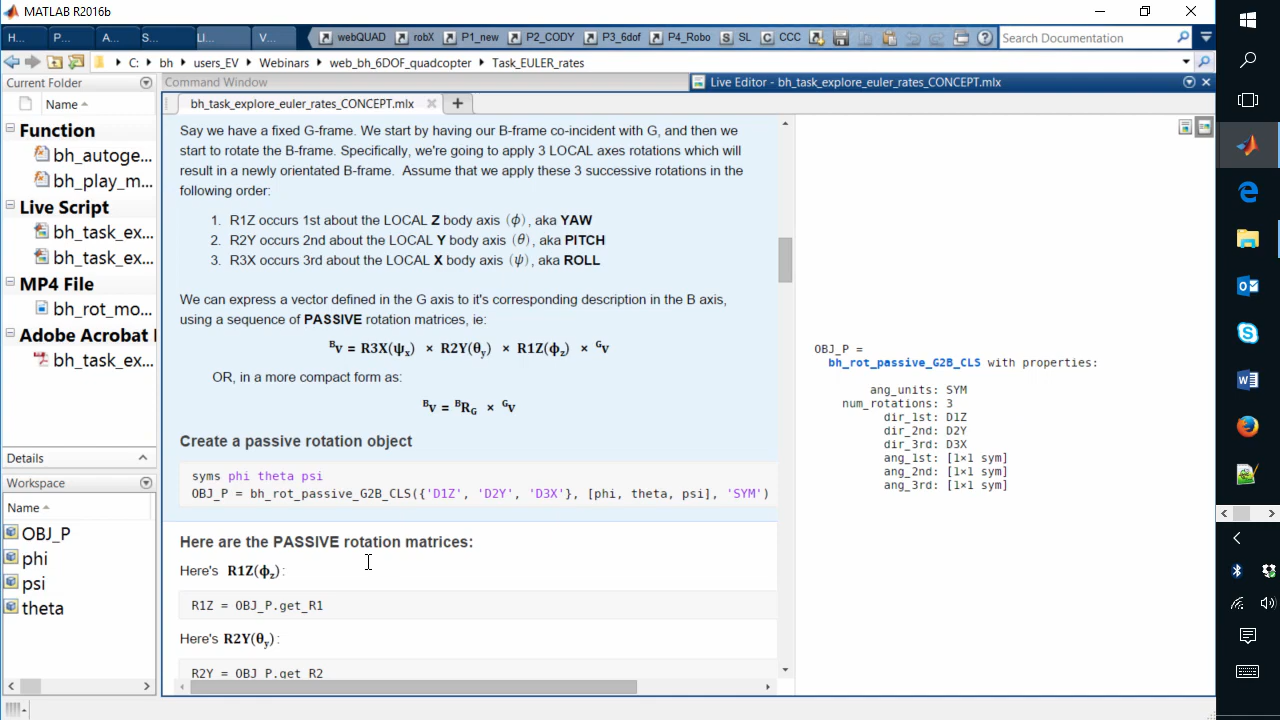 MATLAB R2016b
H... P... A... S... LI... V... webQUAD robX P1_new P2_CODY P3_6dof P4_Robo SL CCC Search Documentation
C: bh users_EV Webinars web_bh_6DOF_quadcopter Task_EULER_rates
Current Folder
Name
Function
bh_autoge...
bh_play_m...
Live Script
bh_task_ex...
bh_task_ex...
MP4 File
bh_rot_mo...
Adobe Acrobat
bh_task_ex...
Details
Workspace
Name
OBJ_P
phi
psi
theta
Command Window
Live Editor - bh_task_explore_euler_rates_CONCEPT.mlx
bh_task_explore_euler_rates_CONCEPT.mlx
Say we have a fixed G-frame. We start by having our B-frame co-incident with G, and then we
start to rotate the B-frame. Specifically, we're going to apply 3 LOCAL axes rotations which will
result in a newly orientated B-frame. Assume that we apply these 3 successive rotations in the
following order:
1. R1Z occurs 1st about the LOCAL Z body axis (ϕ), aka YAW
2. R2Y occurs 2nd about the LOCAL Y body axis (θ), aka PITCH
3. R3X occurs 3rd about the LOCAL X body axis (ψ), aka ROLL
We can express a vector defined in the G axis to it's corresponding description in the B axis,
using a sequence of PASSIVE rotation matrices, ie:
ᴮv = R3X(ψx) × R2Y(θy) × R1Z(ϕz) × ᴳv
OR, in a more compact form as:
ᴮv = ᴮRG × ᴳv
Create a passive rotation object
syms phi theta psi
OBJ_P = bh_rot_passive_G2B_CLS({'D1Z', 'D2Y', 'D3X'}, [phi, theta, psi], 'SYM')
Here are the PASSIVE rotation matrices:
Here's R1Z(ϕz):
R1Z = OBJ_P.get_R1
Here's R2Y(θy):
R2Y = OBJ_P.get_R2
OBJ_P =
bh_rot_passive_G2B_CLS with properties:
ang_units: SYM
num_rotations: 3
dir_1st: D1Z
dir_2nd: D2Y
dir_3rd: D3X
ang_1st: [1×1 sym]
ang_2nd: [1×1 sym]
ang_3rd: [1×1 sym]